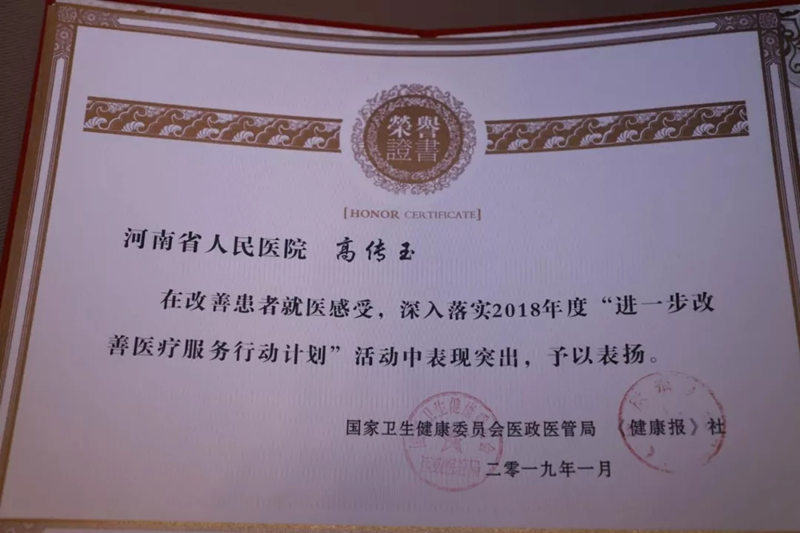 榮譽
證書
[HONOR CERTIFICATE]
河南省人民医院 高传玉
在改善患者就医感受，深入落实2018年度“进一步改
善医疗服务行动计划”活动中表现突出，予以表扬。
国家卫生健康委员会医政医管局 《健康报》社
二零一九年一月